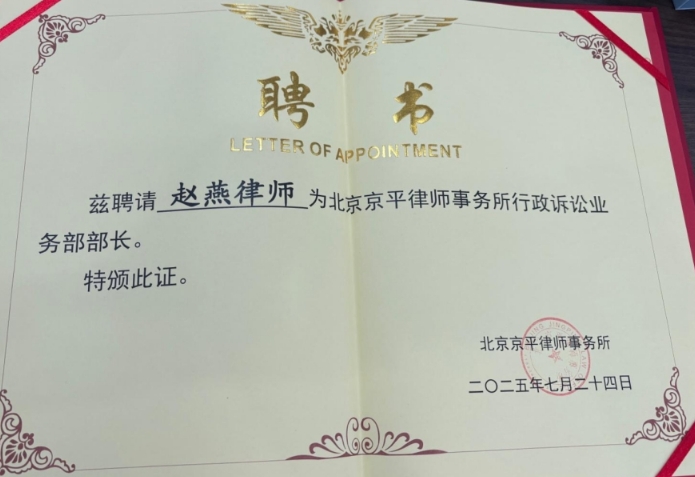 聘书
LETTER OF APPOINTMENT
兹聘请 赵燕律师 为北京京平律师事务所行政诉讼业
务部部长。
特颁此证。
北京京平律师事务所
二〇二五年七月二十四日